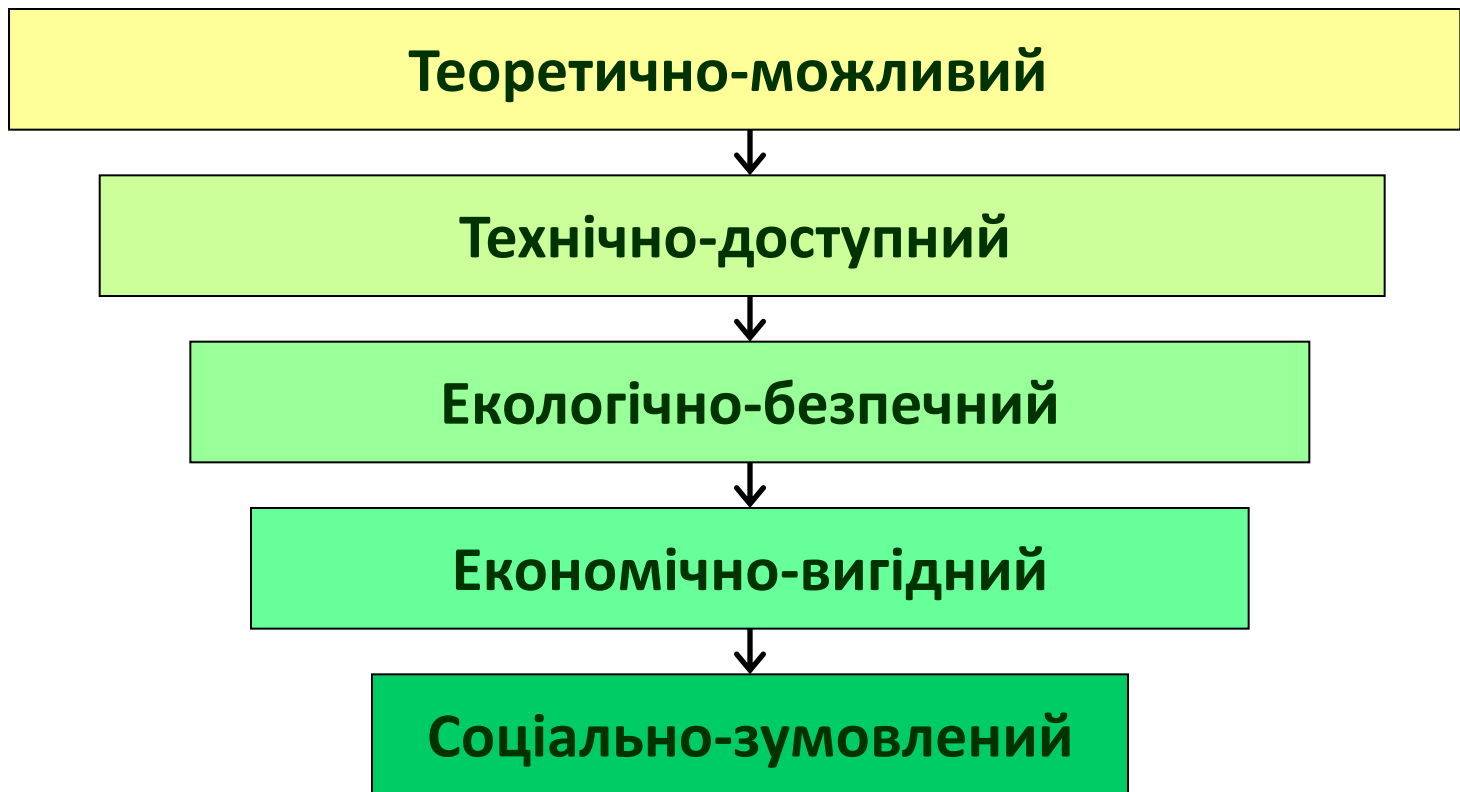 Теоретично-можливий
Технічно-доступний
Екологічно-безпечний
Економічно-вигідний
Соціально-зумовлений